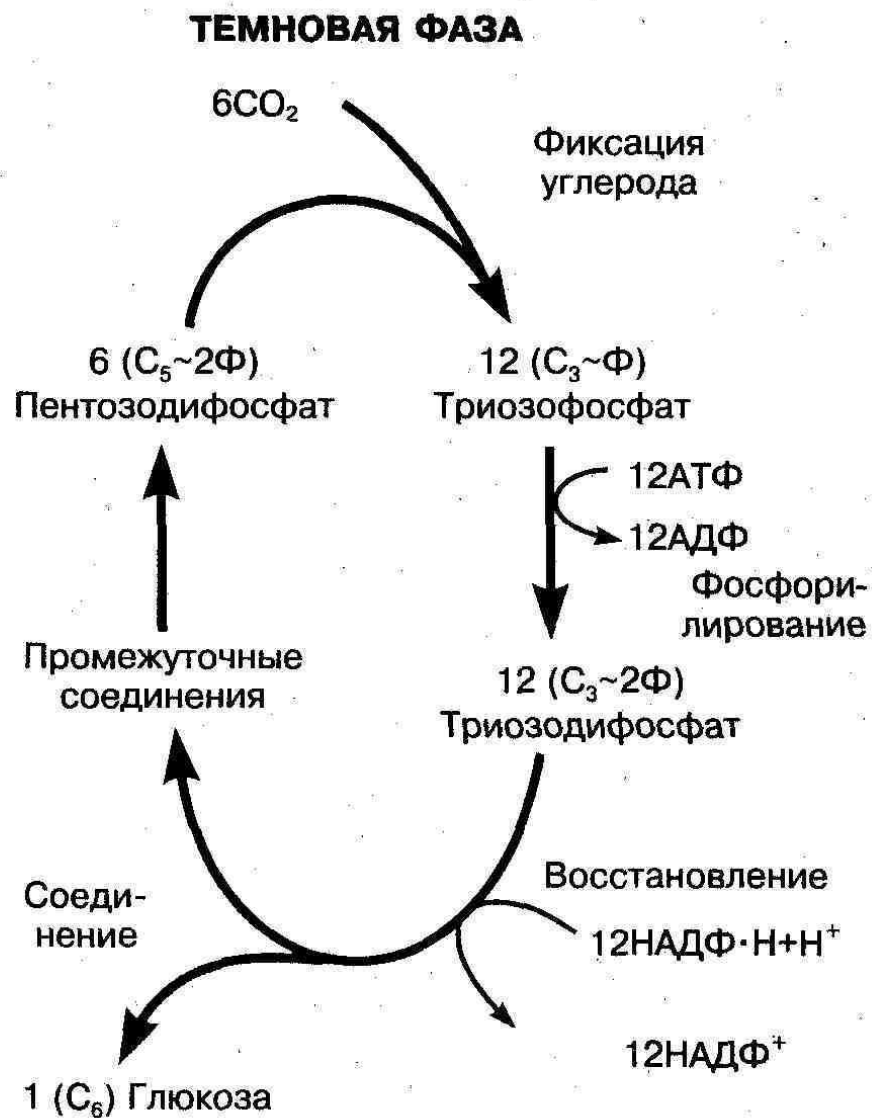 ТЕМНОВАЯ ФАЗА
6CO₂
Фиксация
углерода
6 (C₅~2Ф)
Пентозодифосфат
12 (C₃~Ф)
Триозофосфат
12АТФ
12АДФ
Фосфори-
лирование
Промежуточные
соединения
12 (C₃~2Ф)
Триозодифосфат
Соеди-
нение
Восстановление
12НАДФ·Н+Н⁺
12НАДФ⁺
1 (C₆) Глюкоза